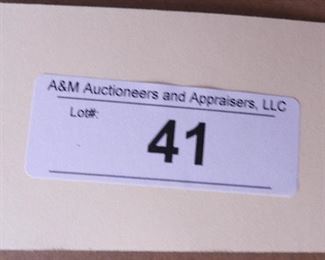 A&M Auctioneers and Appraisers, LLC
Lot#:
41